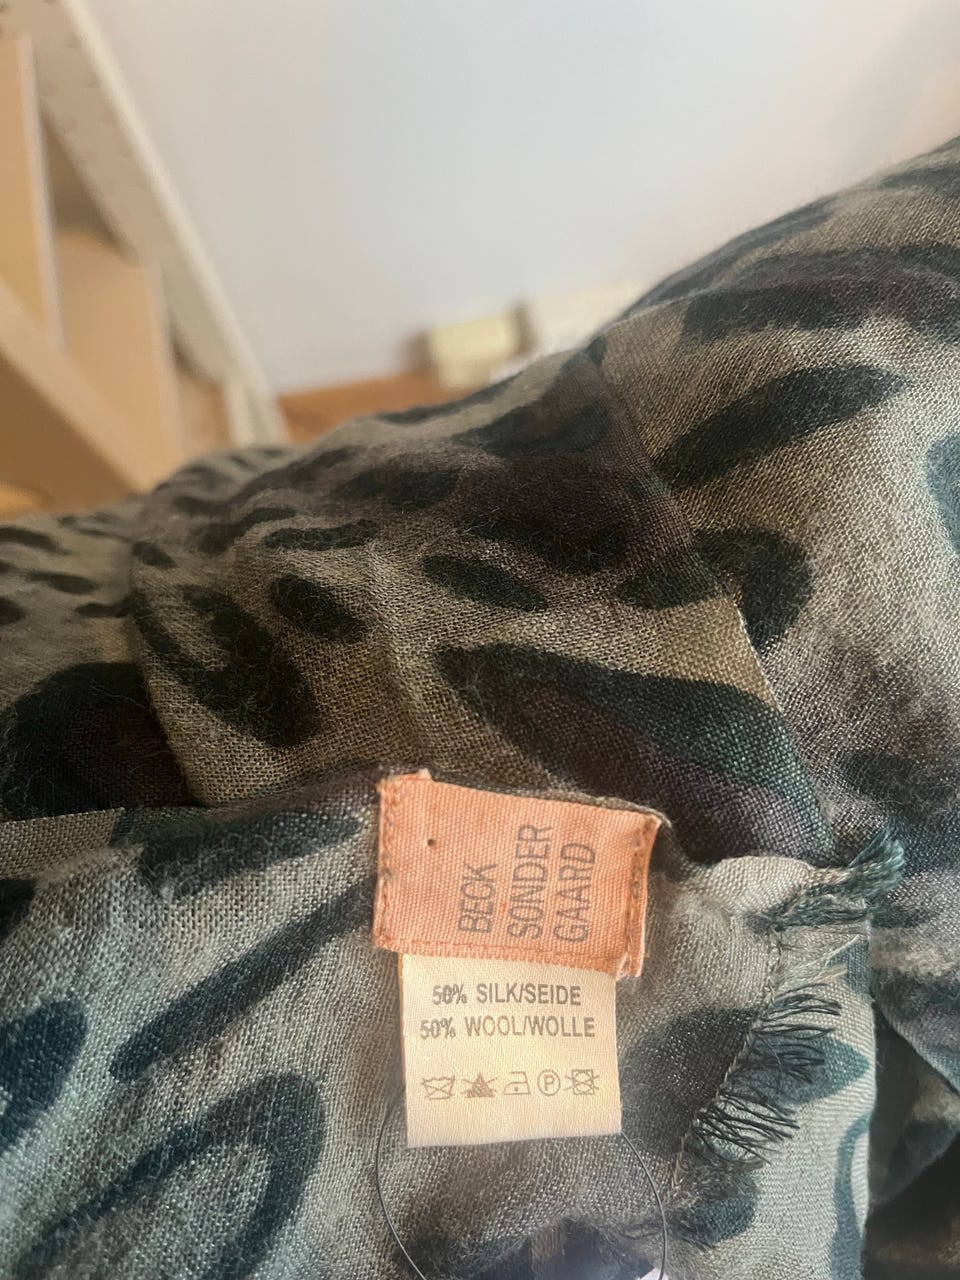 BECK
SONDER
GAARD
50% SILK/SEIDE
50% WOOL/WOLLE
P